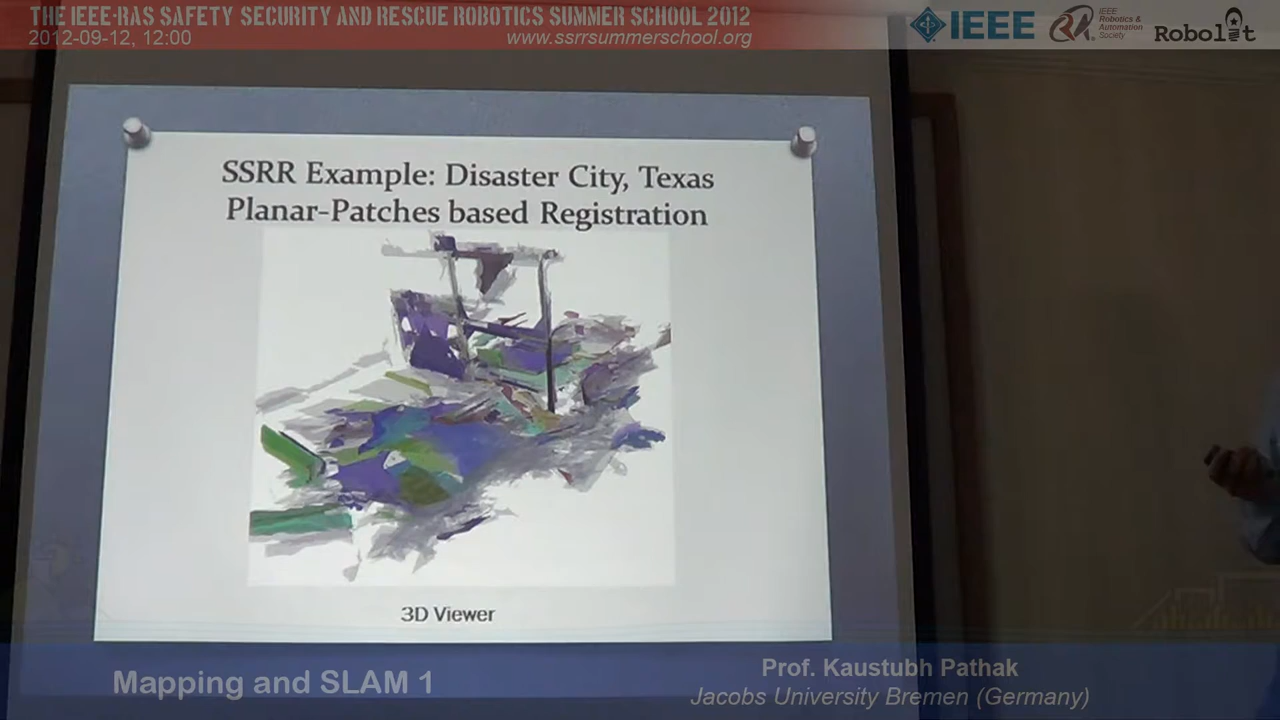 THE IEEE-RAS SAFETY SECURITY AND RESCUE ROBOTICS SUMMER SCHOOL 2012
2012-09-12, 12:00
www.ssrrsummerschool.org
IEEE
IEEE
Robotics &
Automation
Society
Robolit
SSRR Example: Disaster City, Texas
Planar-Patches based Registration
3D Viewer
Mapping and SLAM 1
Prof. Kaustubh Pathak
Jacobs University Bremen (Germany)